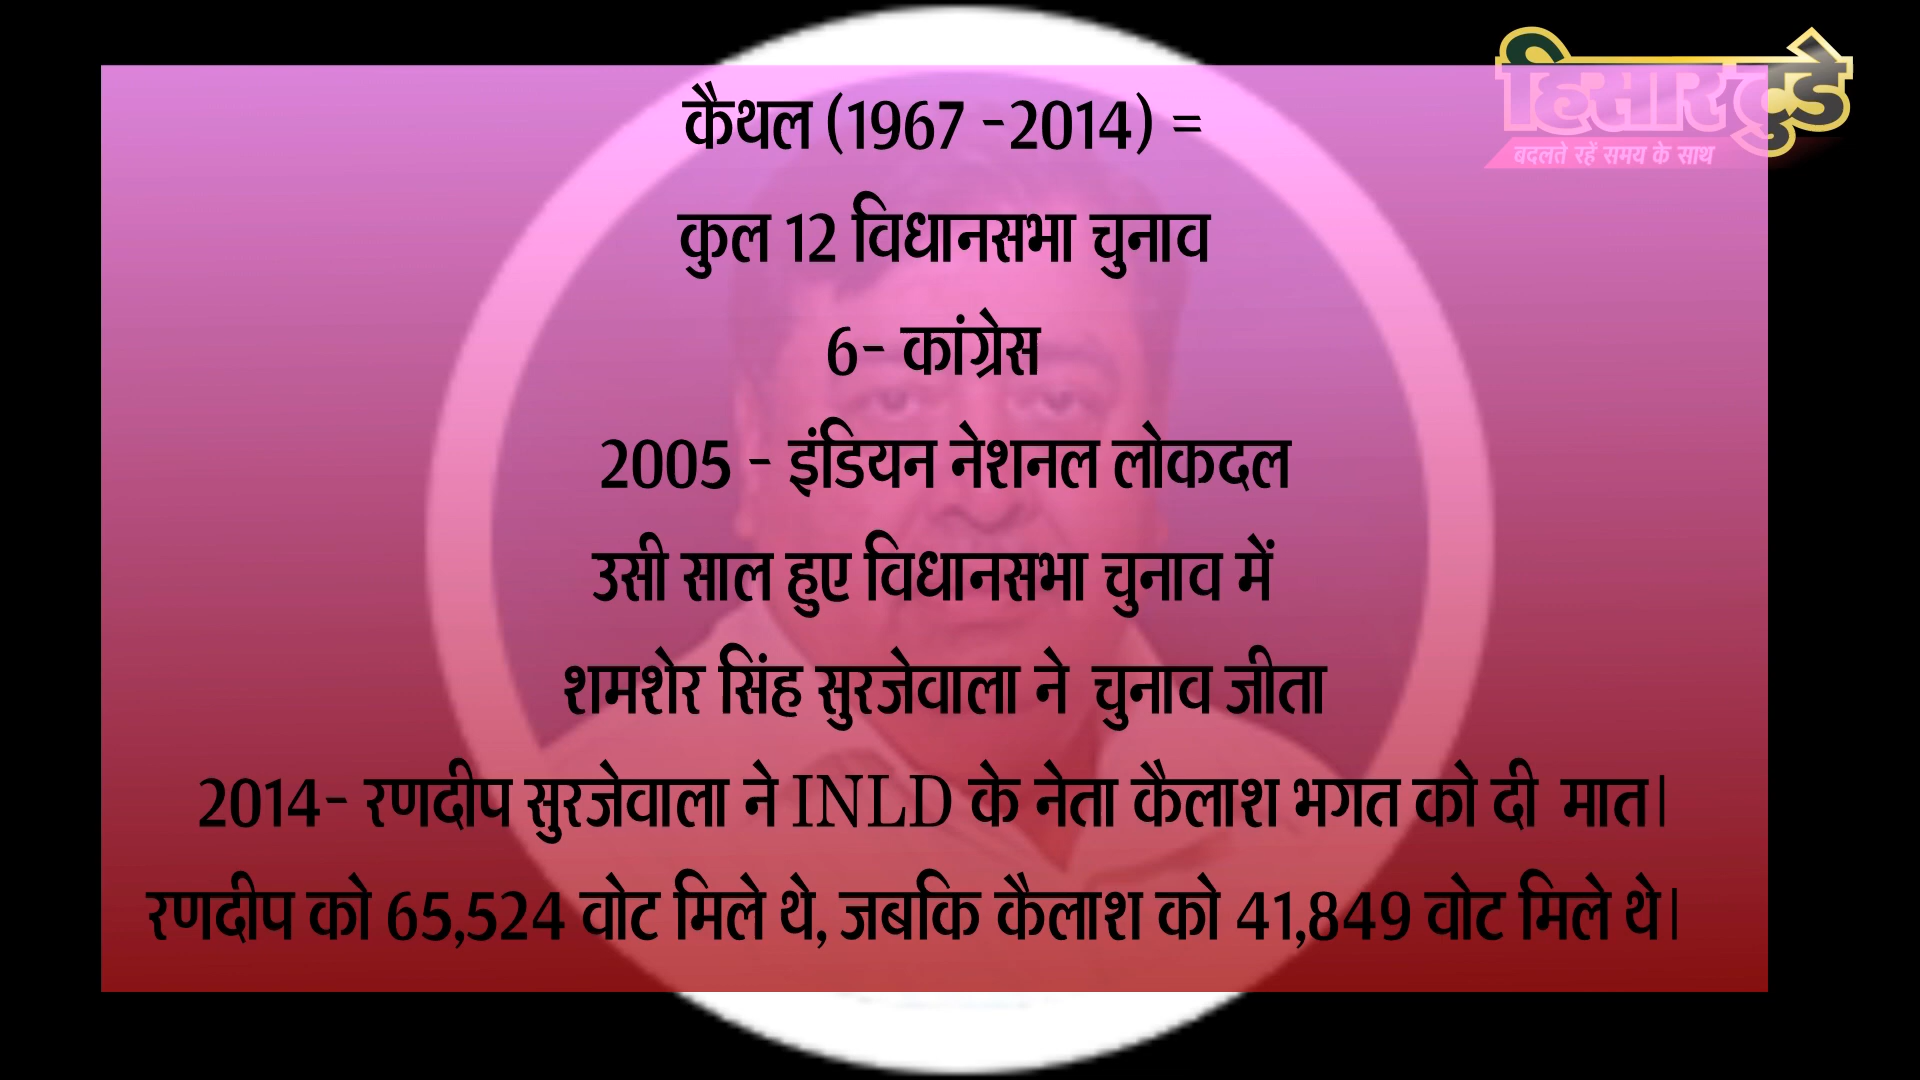 हिसार टुडे
बदलते रहें समय के साथ
कैथल (1967 -2014) =
कुल 12 विधानसभा चुनाव
6- कांग्रेस
2005 - इंडियन नेशनल लोकदल
उसी साल हुए विधानसभा चुनाव में
शमशेर सिंह सुरजेवाला ने चुनाव जीता
2014- रणदीप सुरजेवाला ने INLD के नेता कैलाश भगत को दी मात।
रणदीप को 65,524 वोट मिले थे, जबकि कैलाश को 41,849 वोट मिले थे।